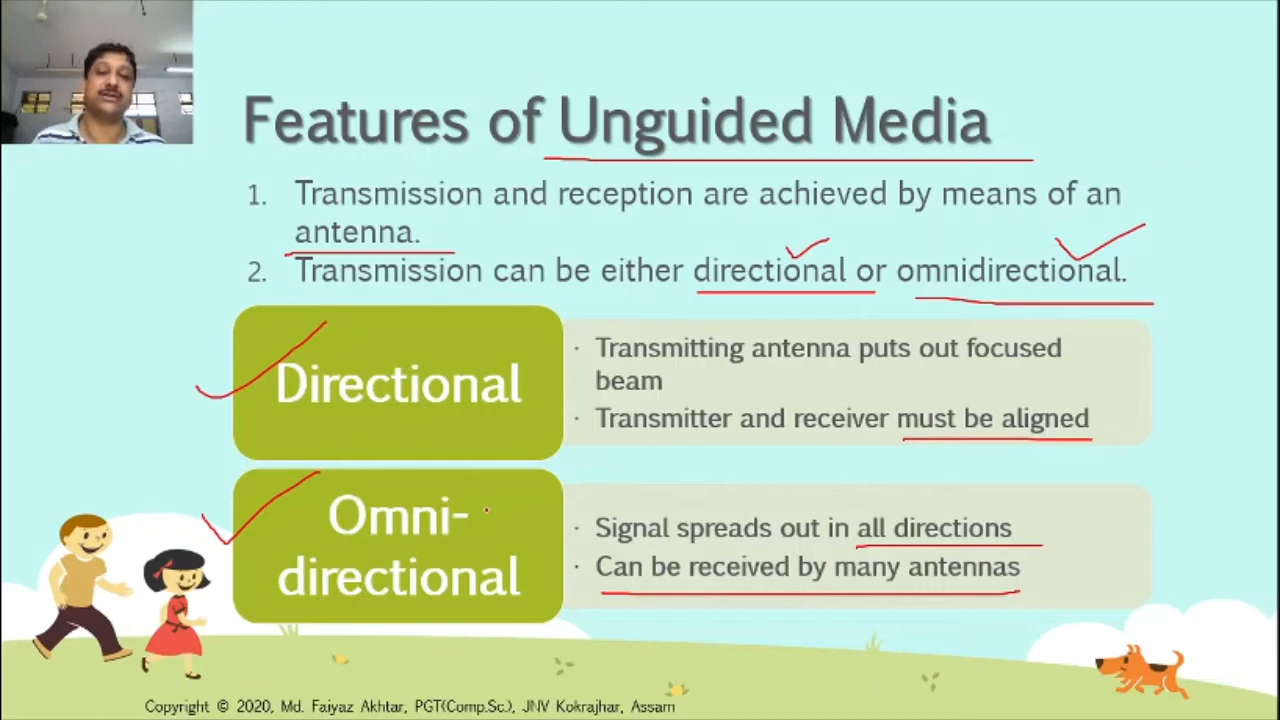 Features of Unguided Media
1. Transmission and reception are achieved by means of an
antenna.
2. Transmission can be either directional or omnidirectional.
Directional
· Transmitting antenna puts out focused
beam
· Transmitter and receiver must be aligned
Omni-
directional
· Signal spreads out in all directions
· Can be received by many antennas
Copyright © 2020, Md. Faiyaz Akhtar, PGT(Comp.Sc.), JNV Kokrajhar, Assam